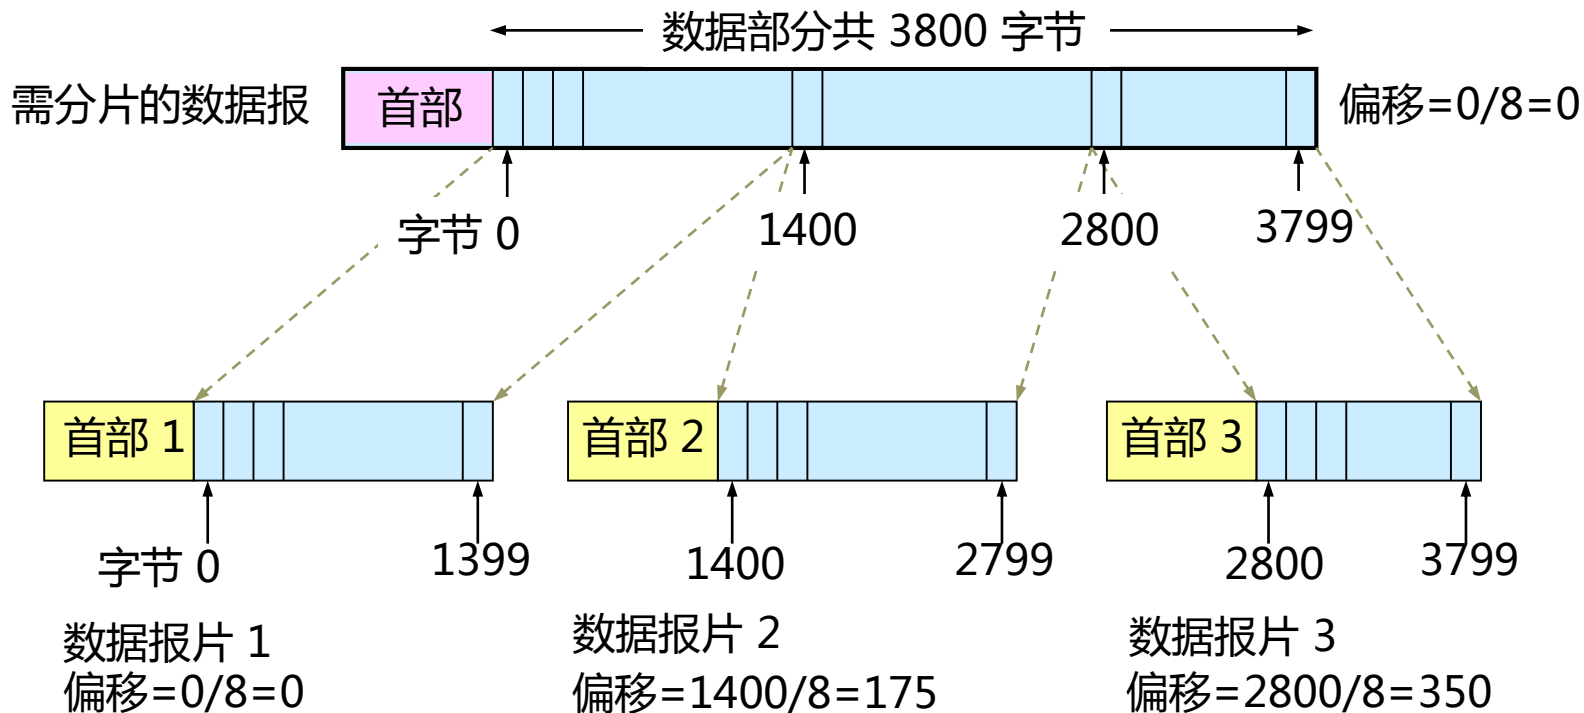 数据部分共 3800 字节
需分片的数据报
首部
偏移=0/8=0
字节 0
1400
2800
3799
首部 1
首部 2
首部 3
字节 0
1399
1400
2799
2800
3799
数据报片 1
偏移=0/8=0
数据报片 2
偏移=1400/8=175
数据报片 3
偏移=2800/8=350